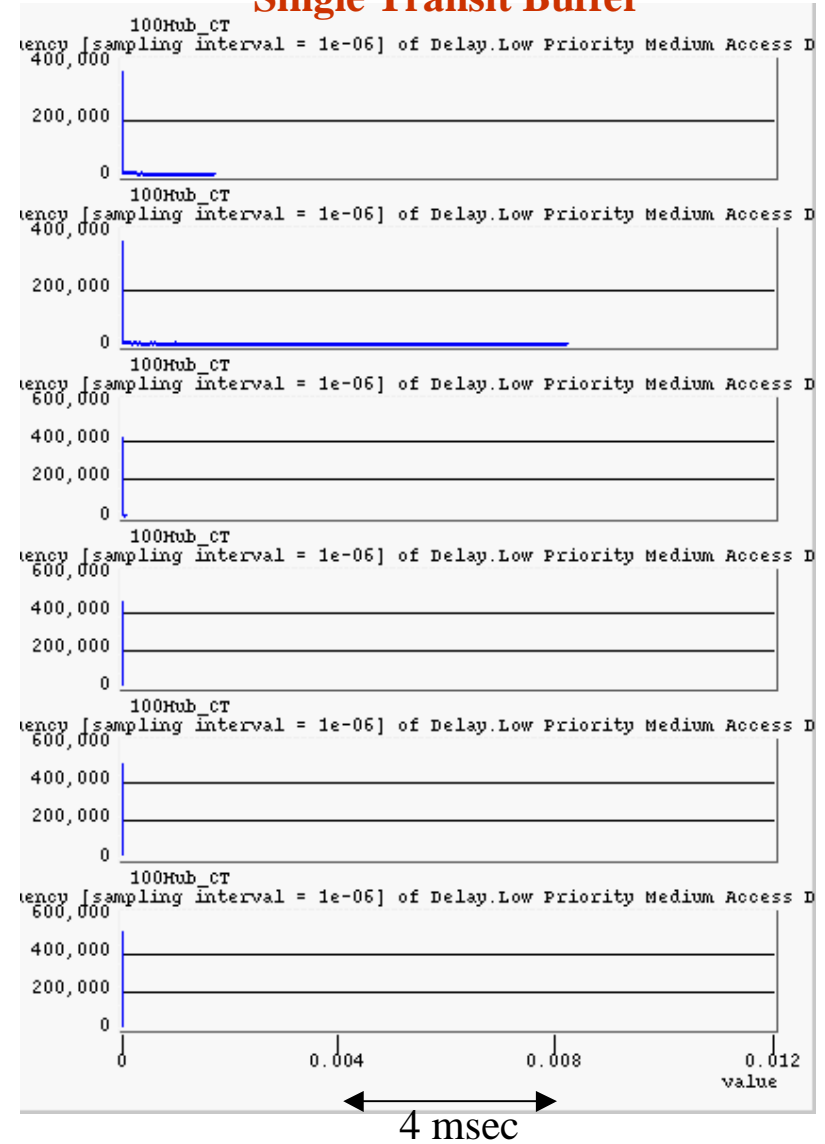 Single Transit Buffer
100Hub_CT
uency [sampling interval = 1e-06] of Delay.Low Priority Medium Access D
400,000
200,000
0
100Hub_CT
uency [sampling interval = 1e-06] of Delay.Low Priority Medium Access D
400,000
200,000
0
100Hub_CT
uency [sampling interval = 1e-06] of Delay.Low Priority Medium Access D
600,000
400,000
200,000
0
100Hub_CT
uency [sampling interval = 1e-06] of Delay.Low Priority Medium Access D
600,000
400,000
200,000
0
100Hub_CT
uency [sampling interval = 1e-06] of Delay.Low Priority Medium Access D
600,000
400,000
200,000
0
100Hub_CT
uency [sampling interval = 1e-06] of Delay.Low Priority Medium Access D
600,000
400,000
200,000
0
0 0.004 0.008 0.012
value
4 msec